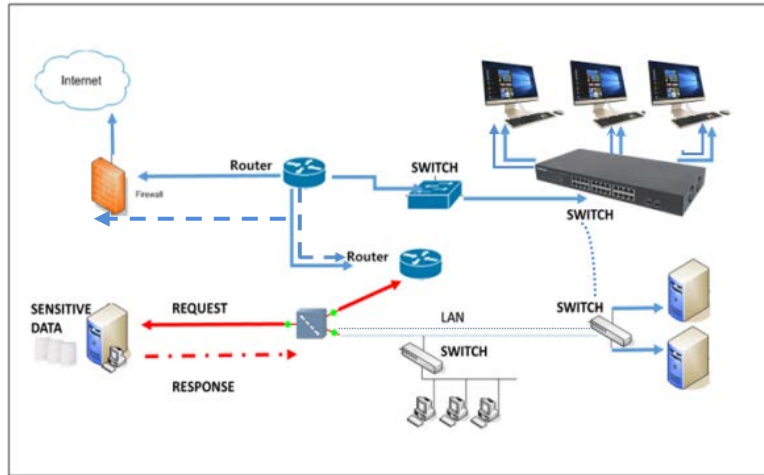 Internet
Router
SWITCH
Firewall
SWITCH
Router
SENSITIVE
DATA
REQUEST
LAN
SWITCH
SWITCH
RESPONSE